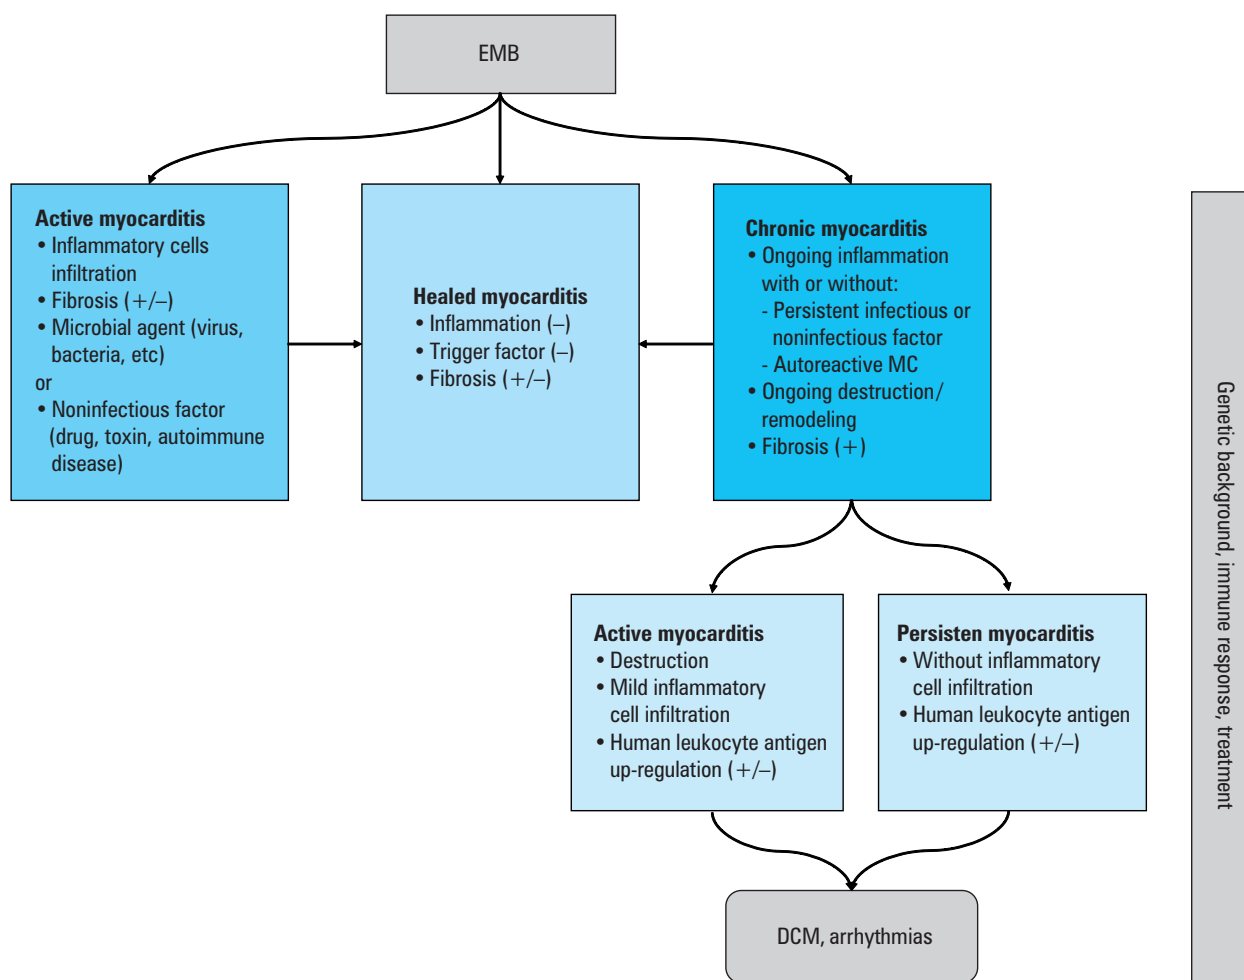 EMB
Active myocarditis
• Inflammatory cells
infiltration
• Fibrosis (+/–)
• Microbial agent (virus,
bacteria, etc)
or
• Noninfectious factor
(drug, toxin, autoimmune
disease)
Healed myocarditis
• Inflammation (–)
• Trigger factor (–)
• Fibrosis (+/–)
Chronic myocarditis
• Ongoing inflammation
with or without:
- Persistent infectious or
noninfectious factor
- Autoreactive MC
• Ongoing destruction/
remodeling
• Fibrosis (+)
Active myocarditis
• Destruction
• Mild inflammatory
cell infiltration
• Human leukocyte antigen
up-regulation (+/–)
Persisten myocarditis
• Without inflammatory
cell infiltration
• Human leukocyte antigen
up-regulation (+/–)
DCM, arrhythmias
Genetic background, immune response, treatment